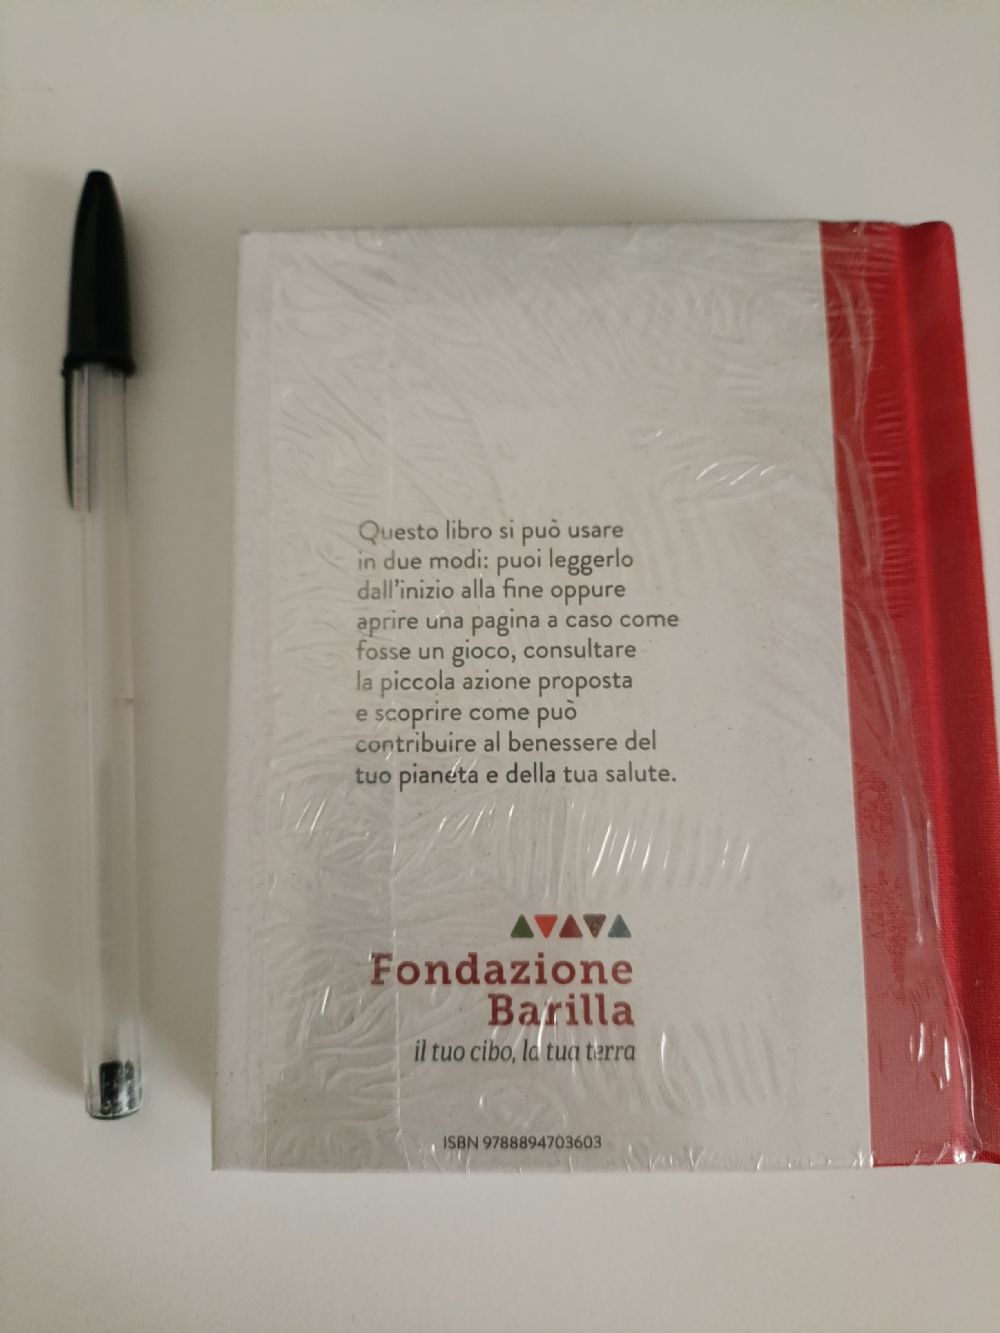 Questo libro si può usare
in due modi: puoi leggerlo
dall'inizio alla fine oppure
aprire una pagina a caso come
fosse un gioco, consultare
la piccola azione proposta
e scoprire come può
contribuire al benessere del
tuo pianeta e della tua salute.
Fondazione
Barilla
il tuo cibo, la tua terra
ISBN 9788894703603